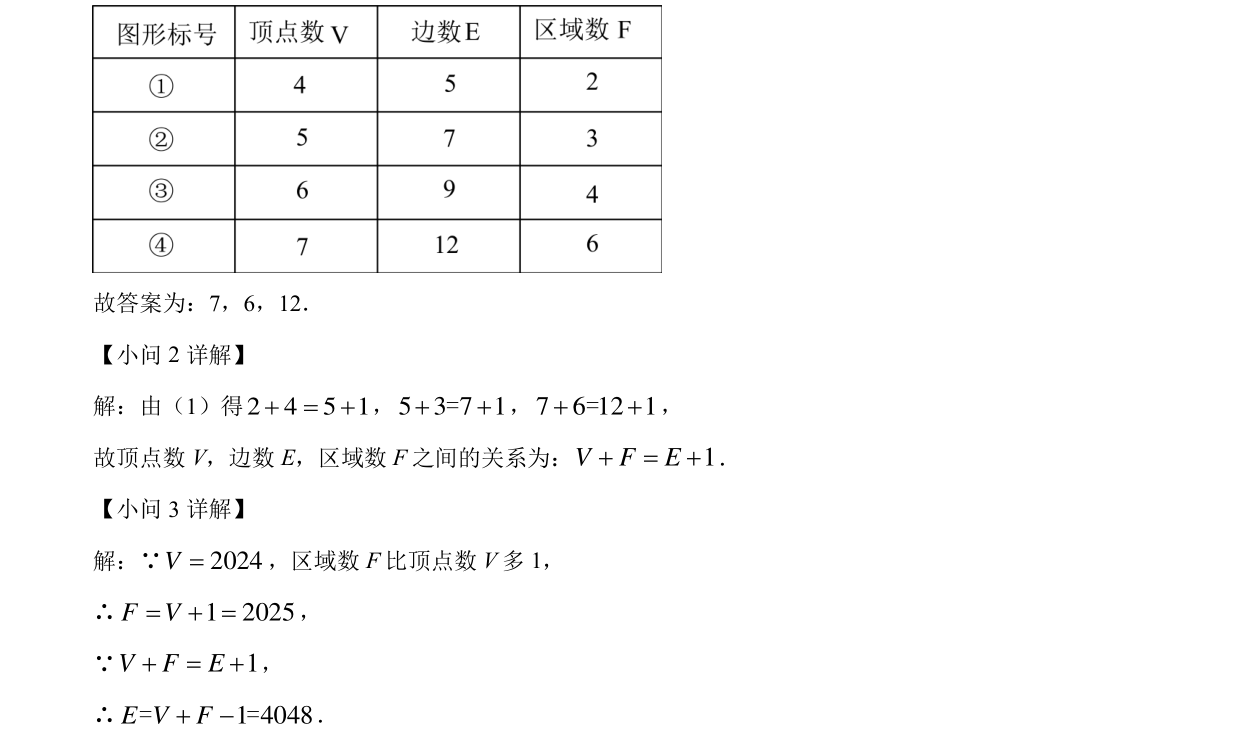 图形标号 顶点数 V 边数 E 区域数 F
① 4 5 2
② 5 7 3
③ 6 9 4
④ 7 12 6
故答案为：7，6，12．
【小问 2 详解】
解：由（1）得 2+4=5+1，5+3=7+1，7+6=12+1，
故顶点数 V，边数 E，区域数 F 之间的关系为：V+F=E+1．
【小问 3 详解】
解：∵V=2024，区域数 F 比顶点数 V 多 1，
∴F=V+1=2025，
∵V+F=E+1，
∴E=V+F−1=4048．